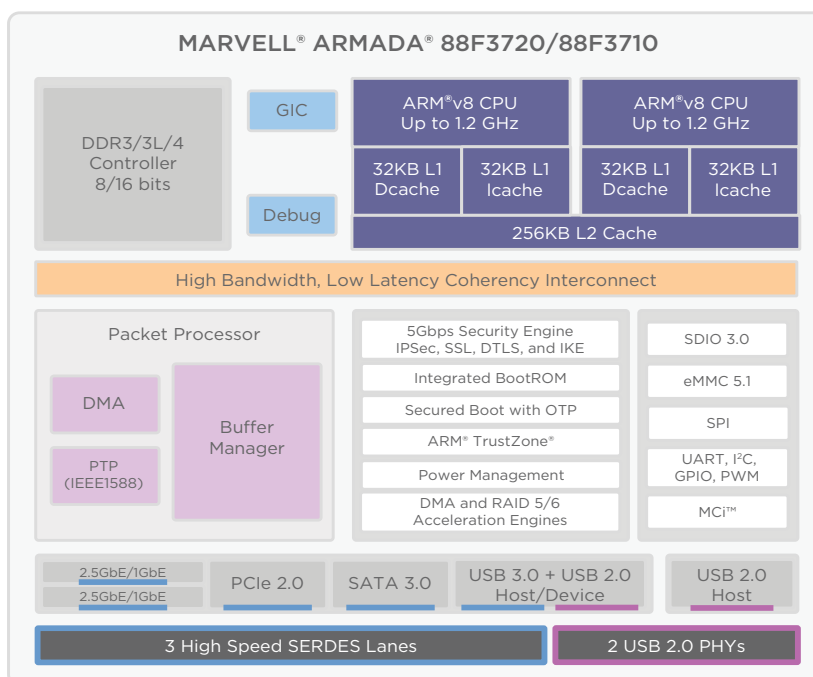 MARVELL® ARMADA® 88F3720/88F3710
DDR3/3L/4
Controller
8/16 bits
GIC
Debug
ARM®v8 CPU
Up to 1.2 GHz
32KB L1
Dcache
32KB L1
Icache
ARM®v8 CPU
Up to 1.2 GHz
32KB L1
Dcache
32KB L1
Icache
256KB L2 Cache
High Bandwidth, Low Latency Coherency Interconnect
Packet Processor
DMA
PTP
(IEEE1588)
Buffer
Manager
5Gbps Security Engine
IPSec, SSL, DTLS, and IKE
Integrated BootROM
Secured Boot with OTP
ARM® TrustZone®
Power Management
DMA and RAID 5/6
Acceleration Engines
SDIO 3.0
eMMC 5.1
SPI
UART, I²C,
GPIO, PWM
MCi™
2.5GbE/1GbE
2.5GbE/1GbE
PCIe 2.0
SATA 3.0
USB 3.0 + USB 2.0
Host/Device
USB 2.0
Host
3 High Speed SERDES Lanes
2 USB 2.0 PHYs